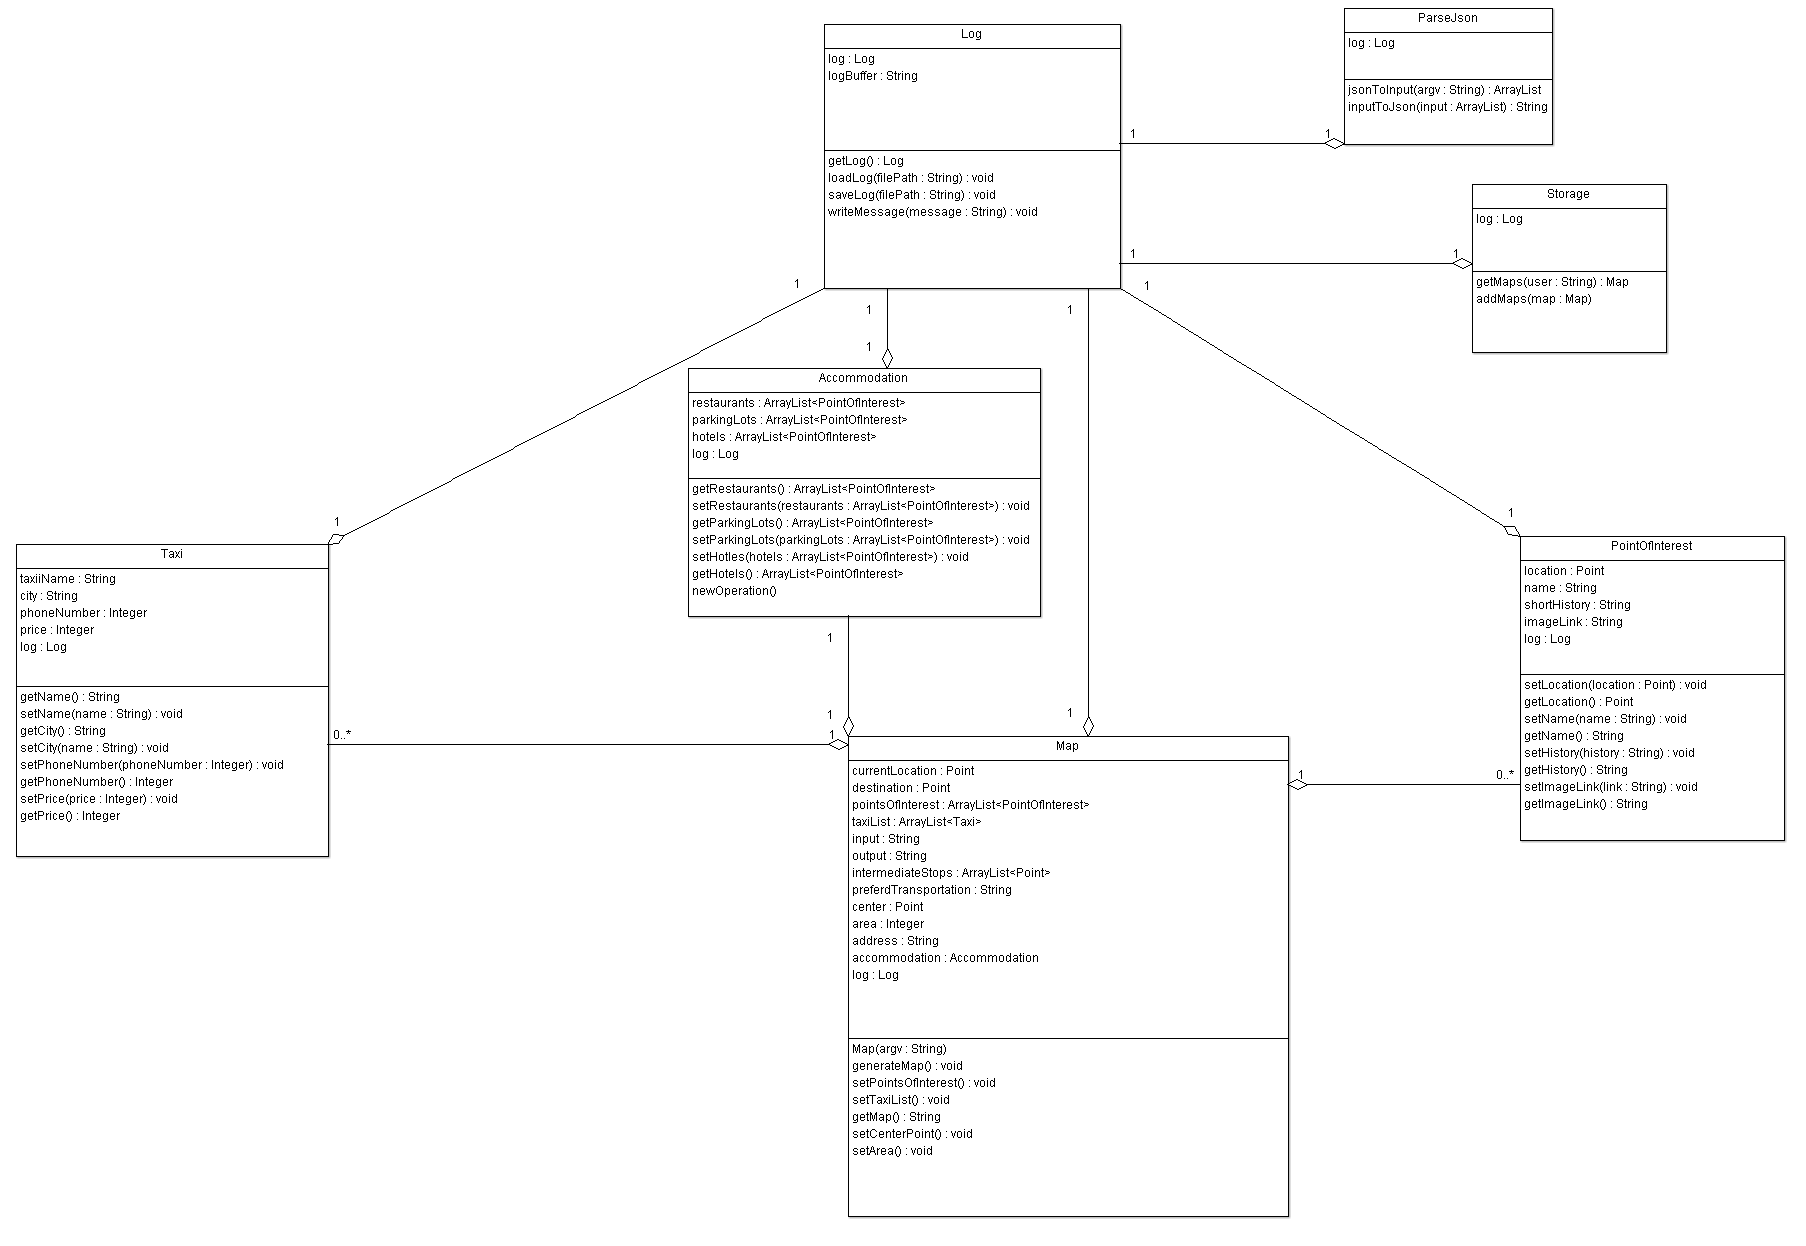 Log
log : Log
logBuffer : String
getLog() : Log
loadLog(filePath : String) : void
saveLog(filePath : String) : void
writeMessage(message : String) : void
ParseJson
log : Log
jsonToInput(argv : String) : ArrayList
inputToJson(input : ArrayList) : String
1
1
Storage
log : Log
getMaps(user : String) : Map
addMaps(map : Map)
1
1
1
1
1
1
1
1
Accommodation
restaurants : ArrayList<PointOfInterest>
parkingLots : ArrayList<PointOfInterest>
hotels : ArrayList<PointOfInterest>
log : Log
getRestaurants() : ArrayList<PointOfInterest>
setRestaurants(restaurants : ArrayList<PointOfInterest>) : void
getParkingLots() : ArrayList<PointOfInterest>
setParkingLots(parkingLots : ArrayList<PointOfInterest>) : void
setHotles(hotels : ArrayList<PointOfInterest>) : void
getHotels() : ArrayList<PointOfInterest>
newOperation()
1
Taxi
taxiiName : String
city : String
phoneNumber : Integer
price : Integer
log : Log
getName() : String
setName(name : String) : void
getCity() : String
setCity(name : String) : void
setPhoneNumber(phoneNumber : Integer) : void
getPhoneNumber() : Integer
setPrice(price : Integer) : void
getPrice() : Integer
PointOfInterest
location : Point
name : String
shortHistory : String
imageLink : String
log : Log
setLocation(location : Point) : void
getLocation() : Point
setName(name : String) : void
getName() : String
setHistory(history : String) : void
getHistory() : String
setImageLink(link : String) : void
getImageLink() : String
1
1
1
0..*
1
1
0..*
Map
currentLocation : Point
destination : Point
pointsOfInterest : ArrayList<PointOfInterest>
taxiList : ArrayList<Taxi>
input : String
output : String
intermediateStops : ArrayList<Point>
preferdTransportation : String
center : Point
area : Integer
address : String
accommodation : Accommodation
log : Log
Map(argv : String)
generateMap() : void
setPointsOfInterest() : void
setTaxiList() : void
getMap() : String
setCenterPoint() : void
setArea() : void